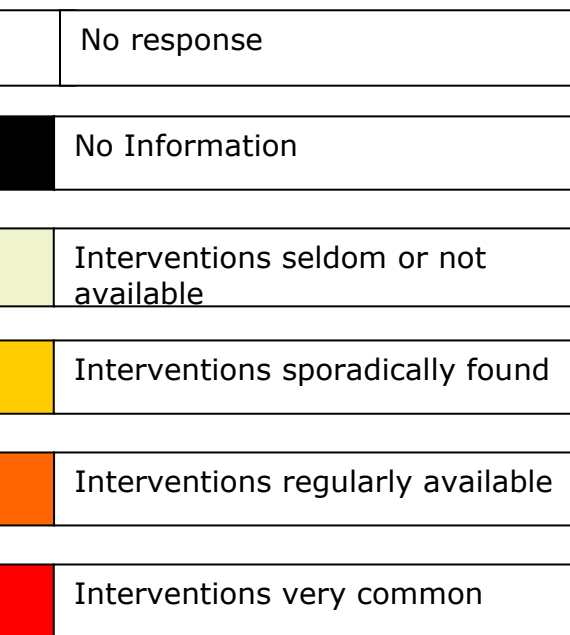 No response
No Information
Interventions seldom or not
available
Interventions sporadically found
Interventions regularly available
Interventions very common